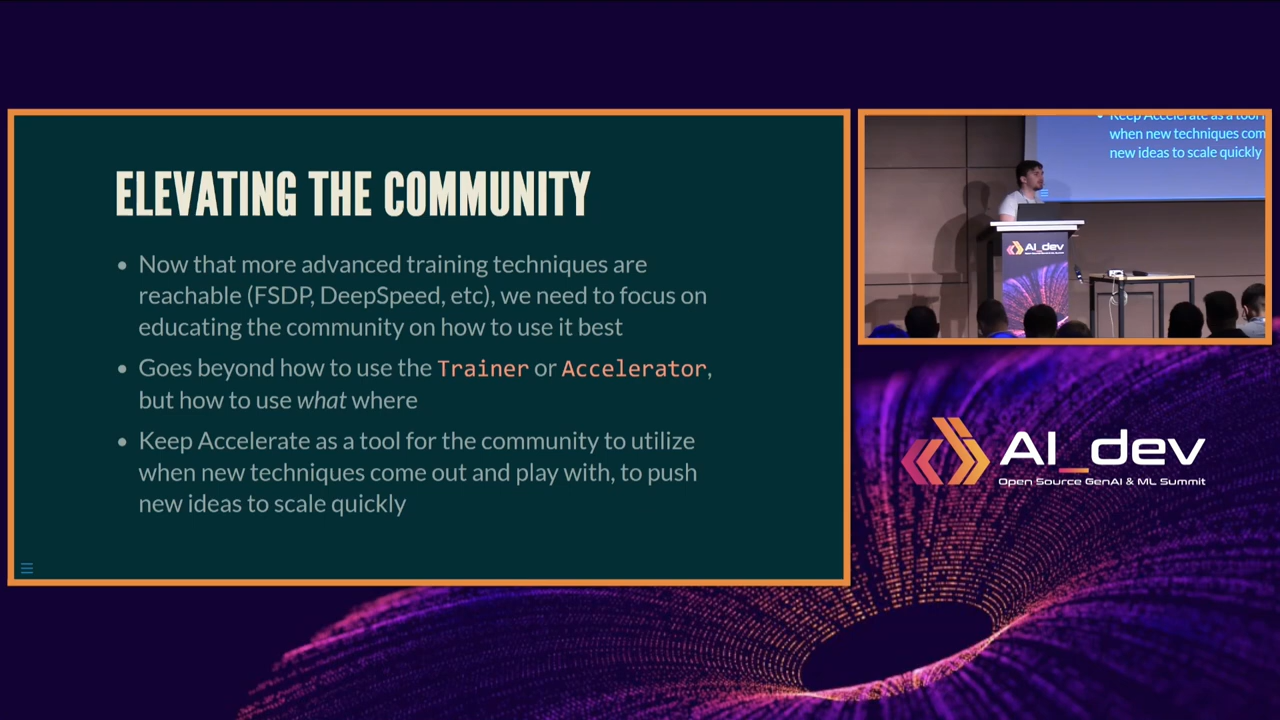 ELEVATING THE COMMUNITY
• Now that more advanced training techniques are
reachable (FSDP, DeepSpeed, etc), we need to focus on
educating the community on how to use it best
• Goes beyond how to use the Trainer or Accelerator,
but how to use what where
• Keep Accelerate as a tool for the community to utilize
when new techniques come out and play with, to push
new ideas to scale quickly
Keep Accelerate as a tool f
when new techniques com
new ideas to scale quickly
AI_dev
AI_dev
Open Source GenAI & ML Summit